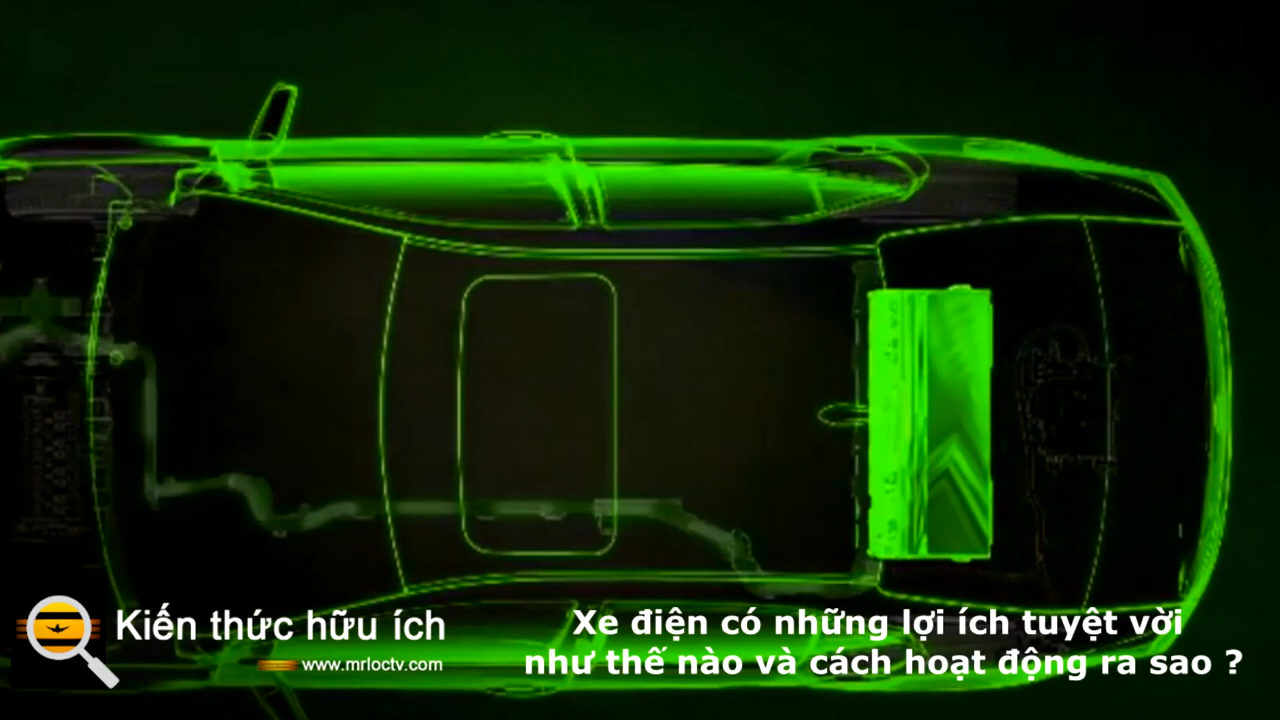 Kiến thức hữu ích
www.mrloctv.com
Xe điện có những lợi ích tuyệt vời
như thế nào và cách hoạt động ra sao ?